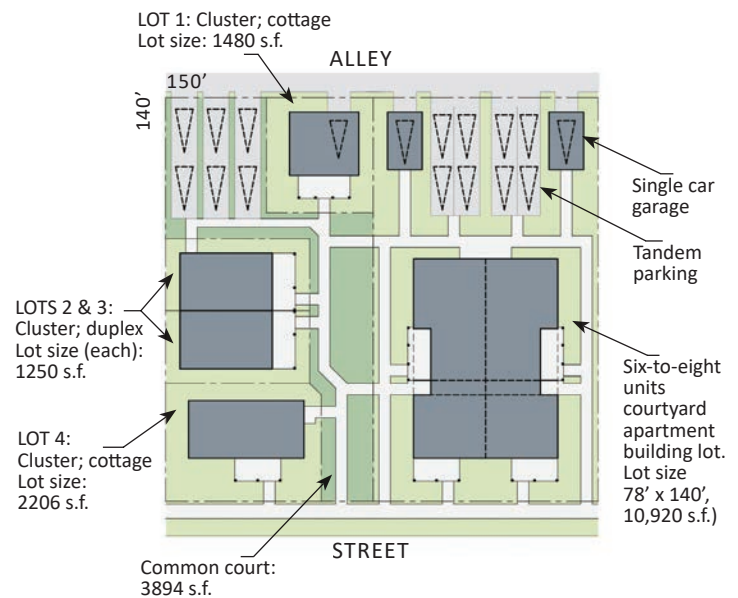 LOT 1: Cluster; cottage
Lot size: 1480 s.f.
ALLEY
150’
140’
Single car
garage
Tandem
parking
LOTS 2 & 3:
Cluster; duplex
Lot size (each):
1250 s.f.
Six-to-eight
units
courtyard
apartment
building lot.
Lot size
78’ x 140’,
10,920 s.f.)
LOT 4:
Cluster; cottage
Lot size:
2206 s.f.
STREET
Common court:
3894 s.f.